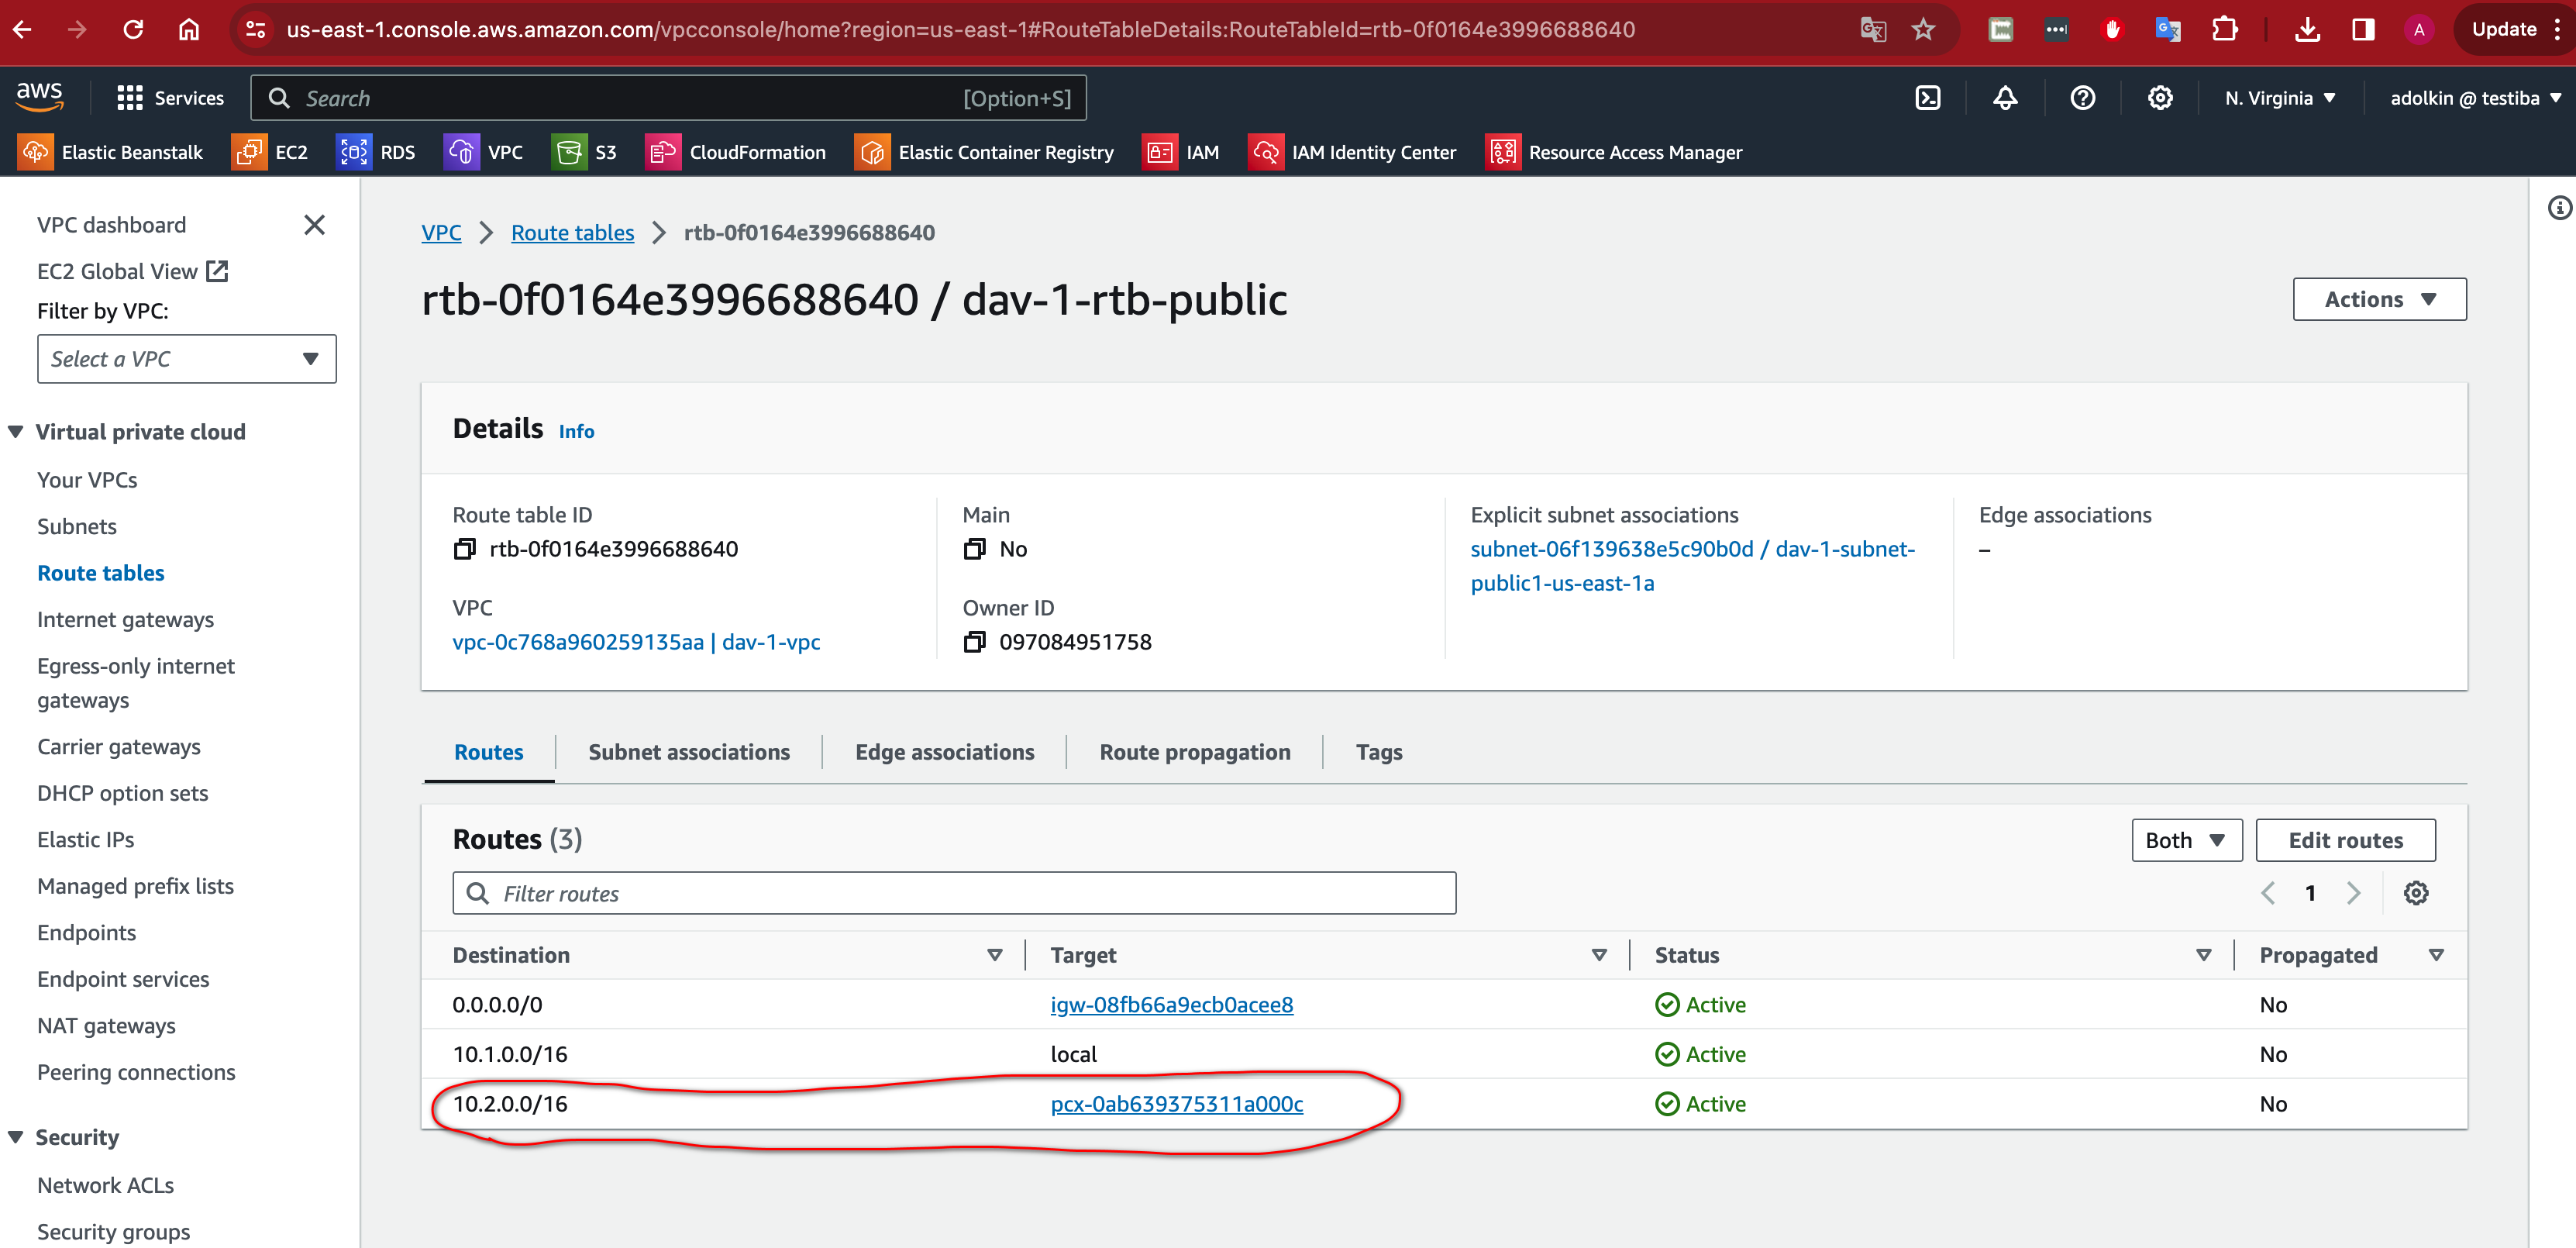 us-east-1.console.aws.amazon.com/vpcconsole/home?region=us-east-1#RouteTableDetails:RouteTableId=rtb-0f0164e3996688640
A
Update
aws
Services
Search
[Option+S]
N. Virginia
adolkin @ testiba
Elastic Beanstalk
EC2
RDS
VPC
S3
CloudFormation
Elastic Container Registry
IAM
IAM Identity Center
Resource Access Manager
VPC dashboard
EC2 Global View
Filter by VPC:
Select a VPC
Virtual private cloud
Your VPCs
Subnets
Route tables
Internet gateways
Egress-only internet
gateways
Carrier gateways
DHCP option sets
Elastic IPs
Managed prefix lists
Endpoints
Endpoint services
NAT gateways
Peering connections
Security
Network ACLs
Security groups
VPC
Route tables
rtb-0f0164e3996688640
rtb-0f0164e3996688640 / dav-1-rtb-public
Actions
Details
Info
Route table ID
rtb-0f0164e3996688640
Main
No
Explicit subnet associations
subnet-06f139638e5c90b0d / dav-1-subnet-
public1-us-east-1a
Edge associations
–
VPC
vpc-0c768a960259135aa | dav-1-vpc
Owner ID
097084951758
Routes
Subnet associations
Edge associations
Route propagation
Tags
Routes (3)
Both
Edit routes
Filter routes
1
Destination
Target
Status
Propagated
0.0.0.0/0
igw-08fb66a9ecb0acee8
Active
No
10.1.0.0/16
local
Active
No
10.2.0.0/16
pcx-0ab639375311a000c
Active
No